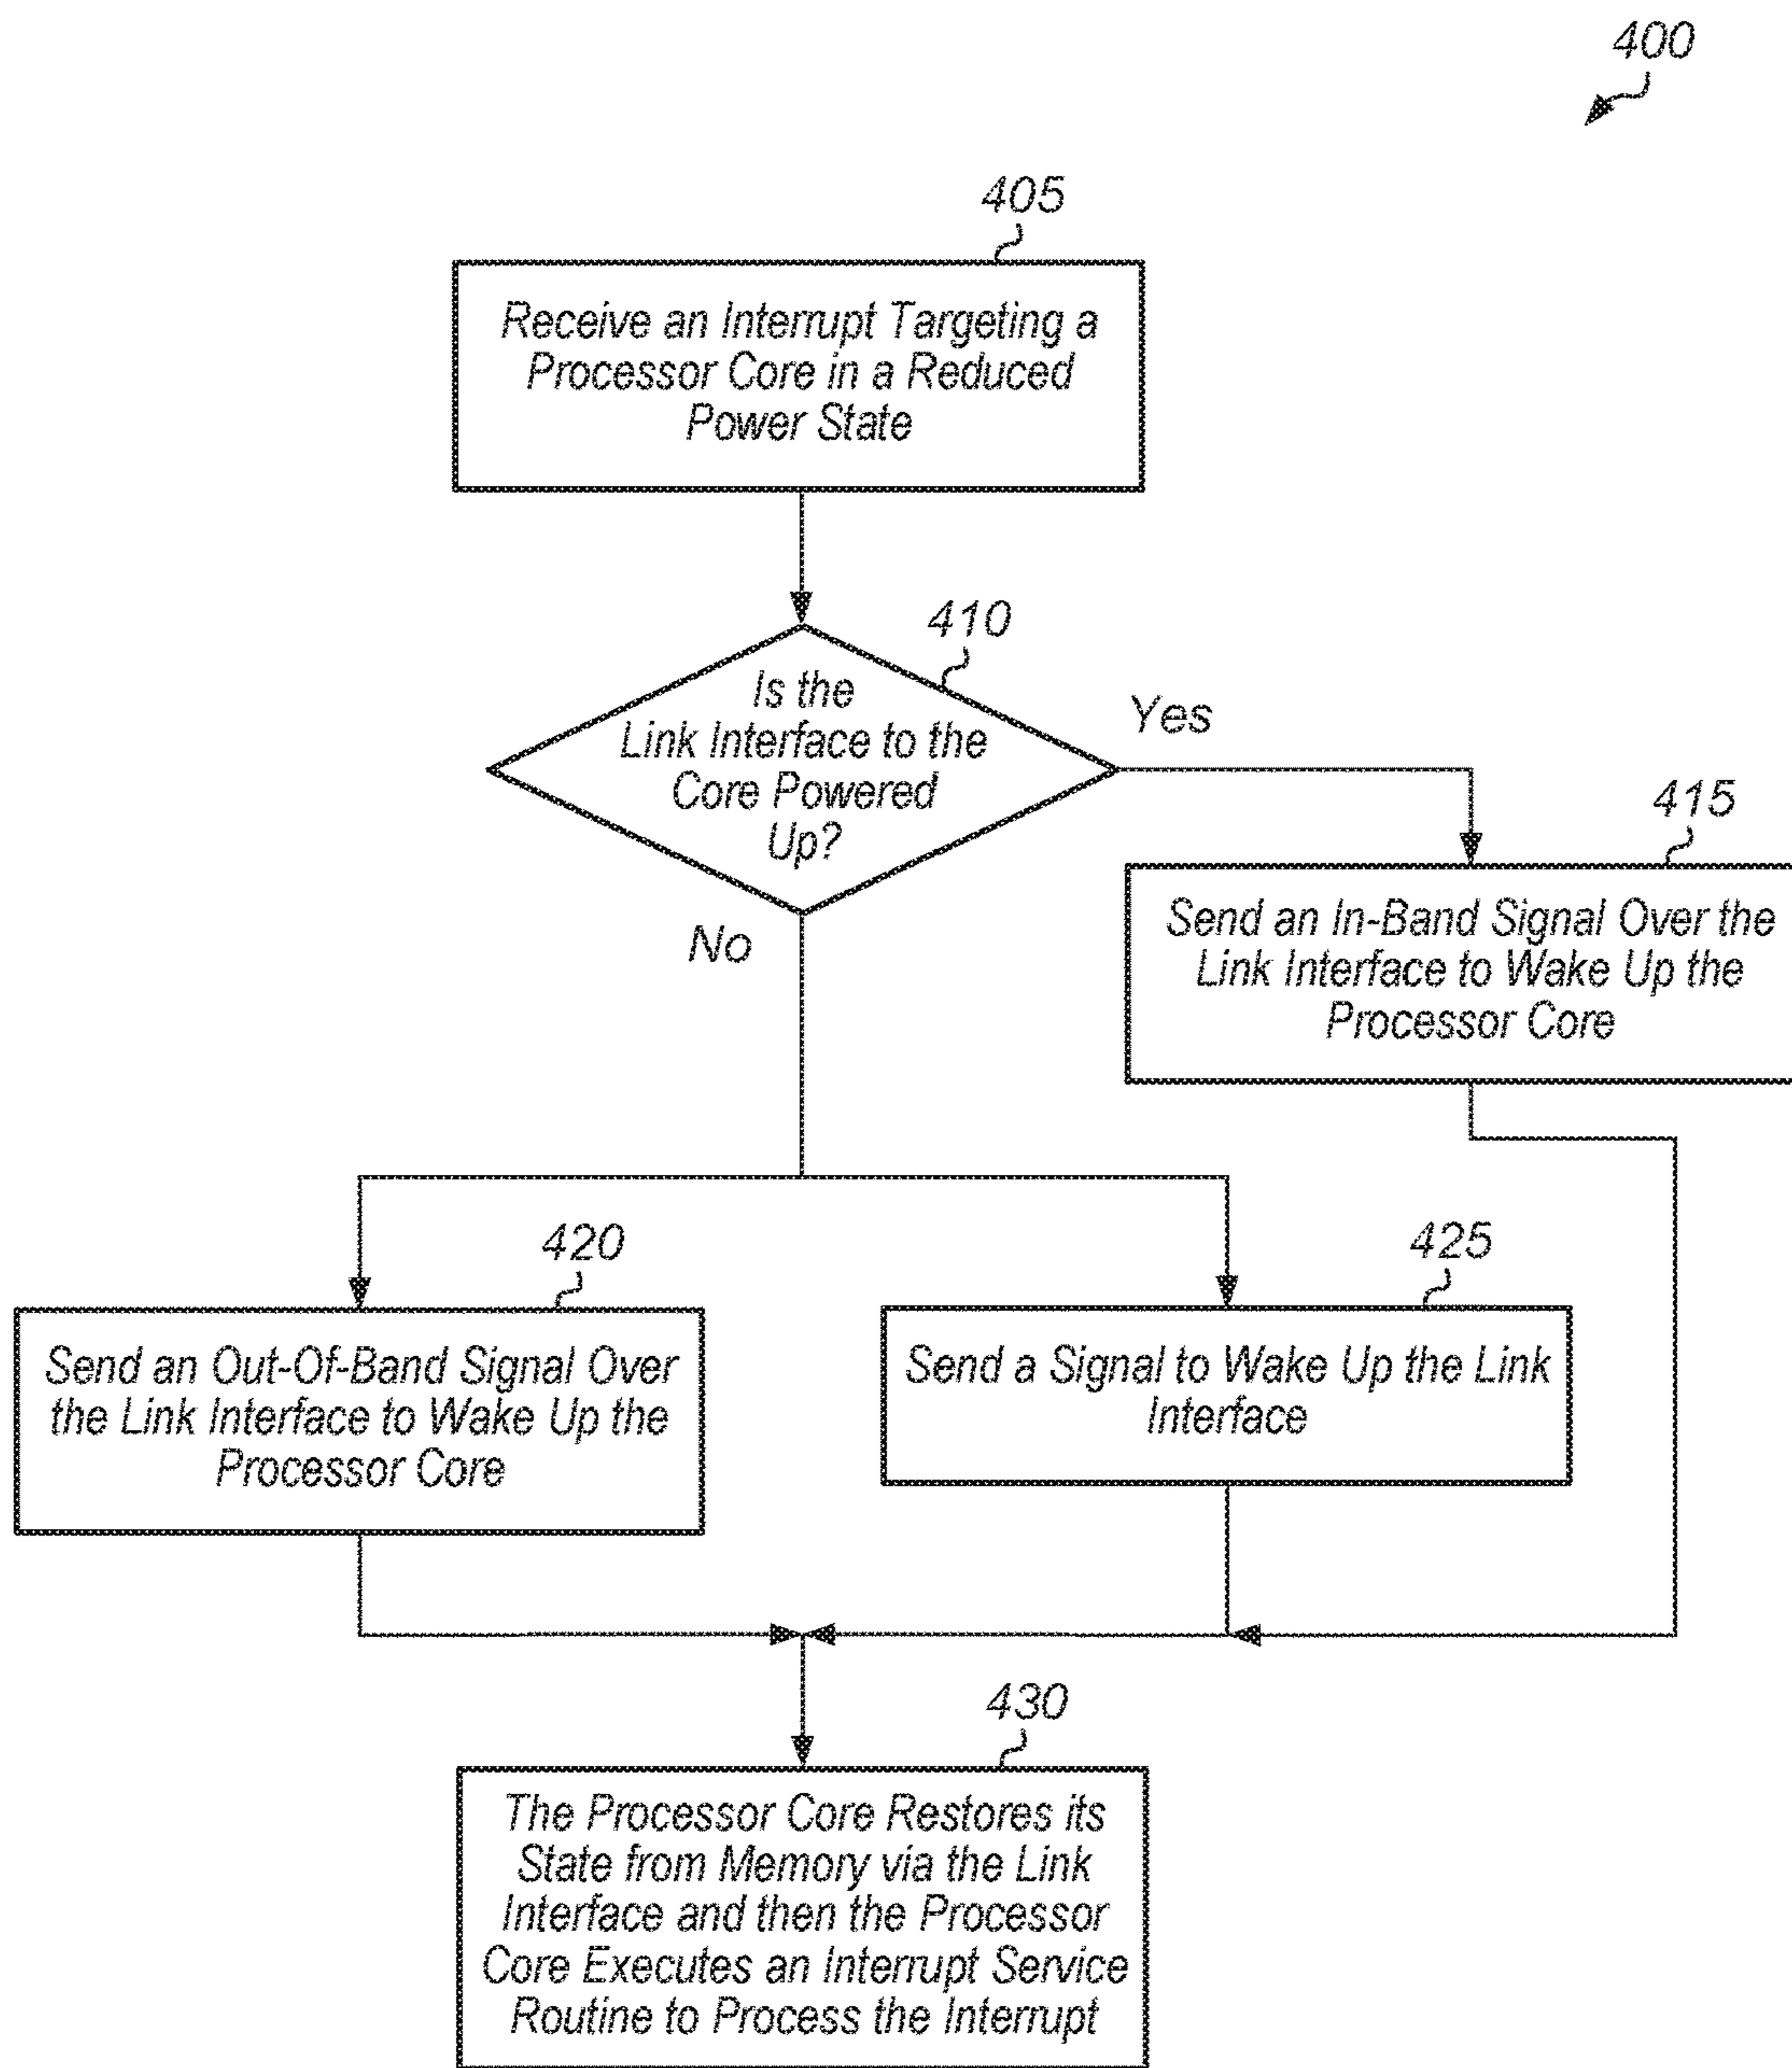 400
405
Receive an Interrupt Targeting a
Processor Core in a Reduced
Power State
410
Is the
Link Interface to the
Core Powered
Up?
Yes
No
415
Send an In-Band Signal Over the
Link Interface to Wake Up the
Processor Core
420
Send an Out-Of-Band Signal Over
the Link Interface to Wake Up the
Processor Core
425
Send a Signal to Wake Up the Link
Interface
430
The Processor Core Restores its
State from Memory via the Link
Interface and then the Processor
Core Executes an Interrupt Service
Routine to Process the Interrupt